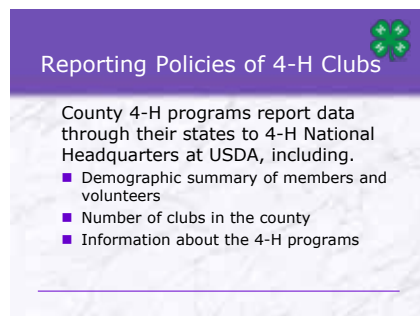 Reporting Policies of 4-H Clubs
County 4-H programs report data
through their states to 4-H National
Headquarters at USDA, including.
Demographic summary of members and
volunteers
Number of clubs in the county
Information about the 4-H programs